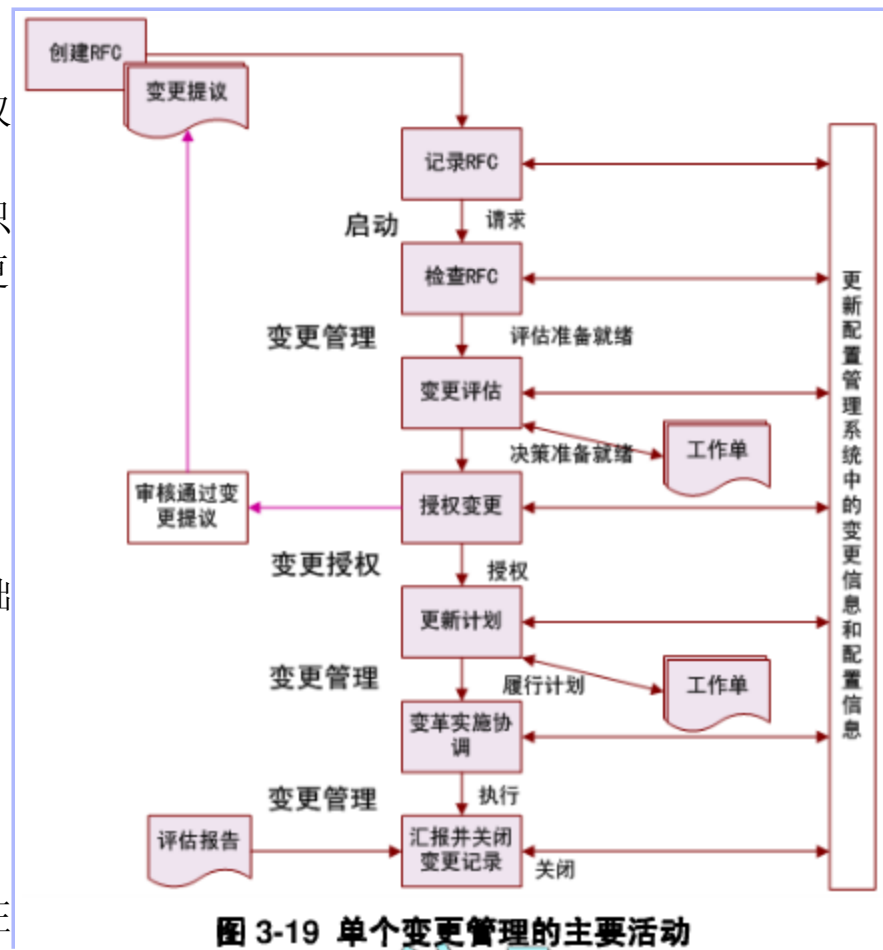 创建RFC
变更提议
记录RFC
启动
请求
检查RFC
变更管理
评估准备就绪
变更评估
决策准备就绪
工作单
审核通过变
更提议
授权变更
变更授权
授权
更新计划
变更管理
履行计划
工作单
变革实施协
调
变更管理
执行
评估报告
汇报并关闭
变更记录
关闭
更新配置管理系统中的变更信息和配置信息
图 3-19 单个变更管理的主要活动